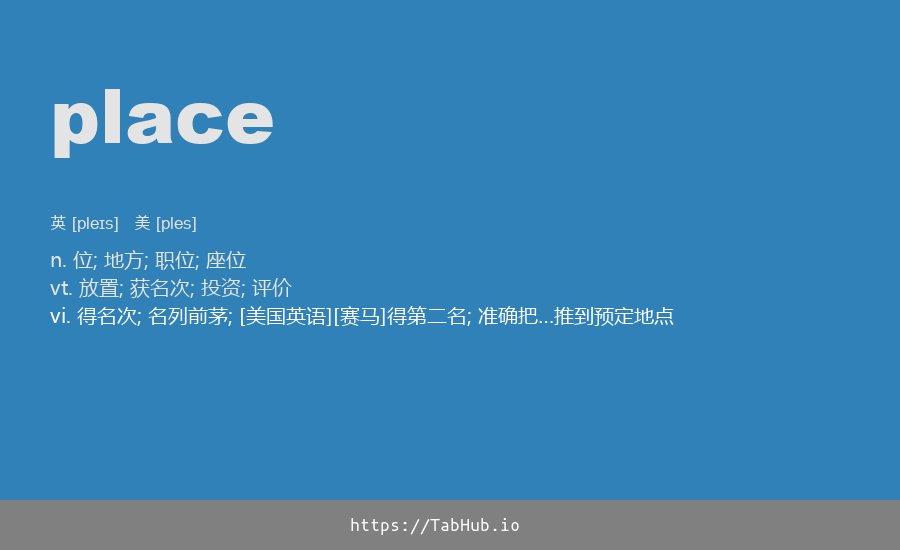 place
英 [pleɪs] 美 [ples]
n. 位; 地方; 职位; 座位
vt. 放置; 获名次; 投资; 评价
vi. 得名次; 名列前茅; [美国英语][赛马]得第二名; 准确把…推到预定地点
https://TabHub.io